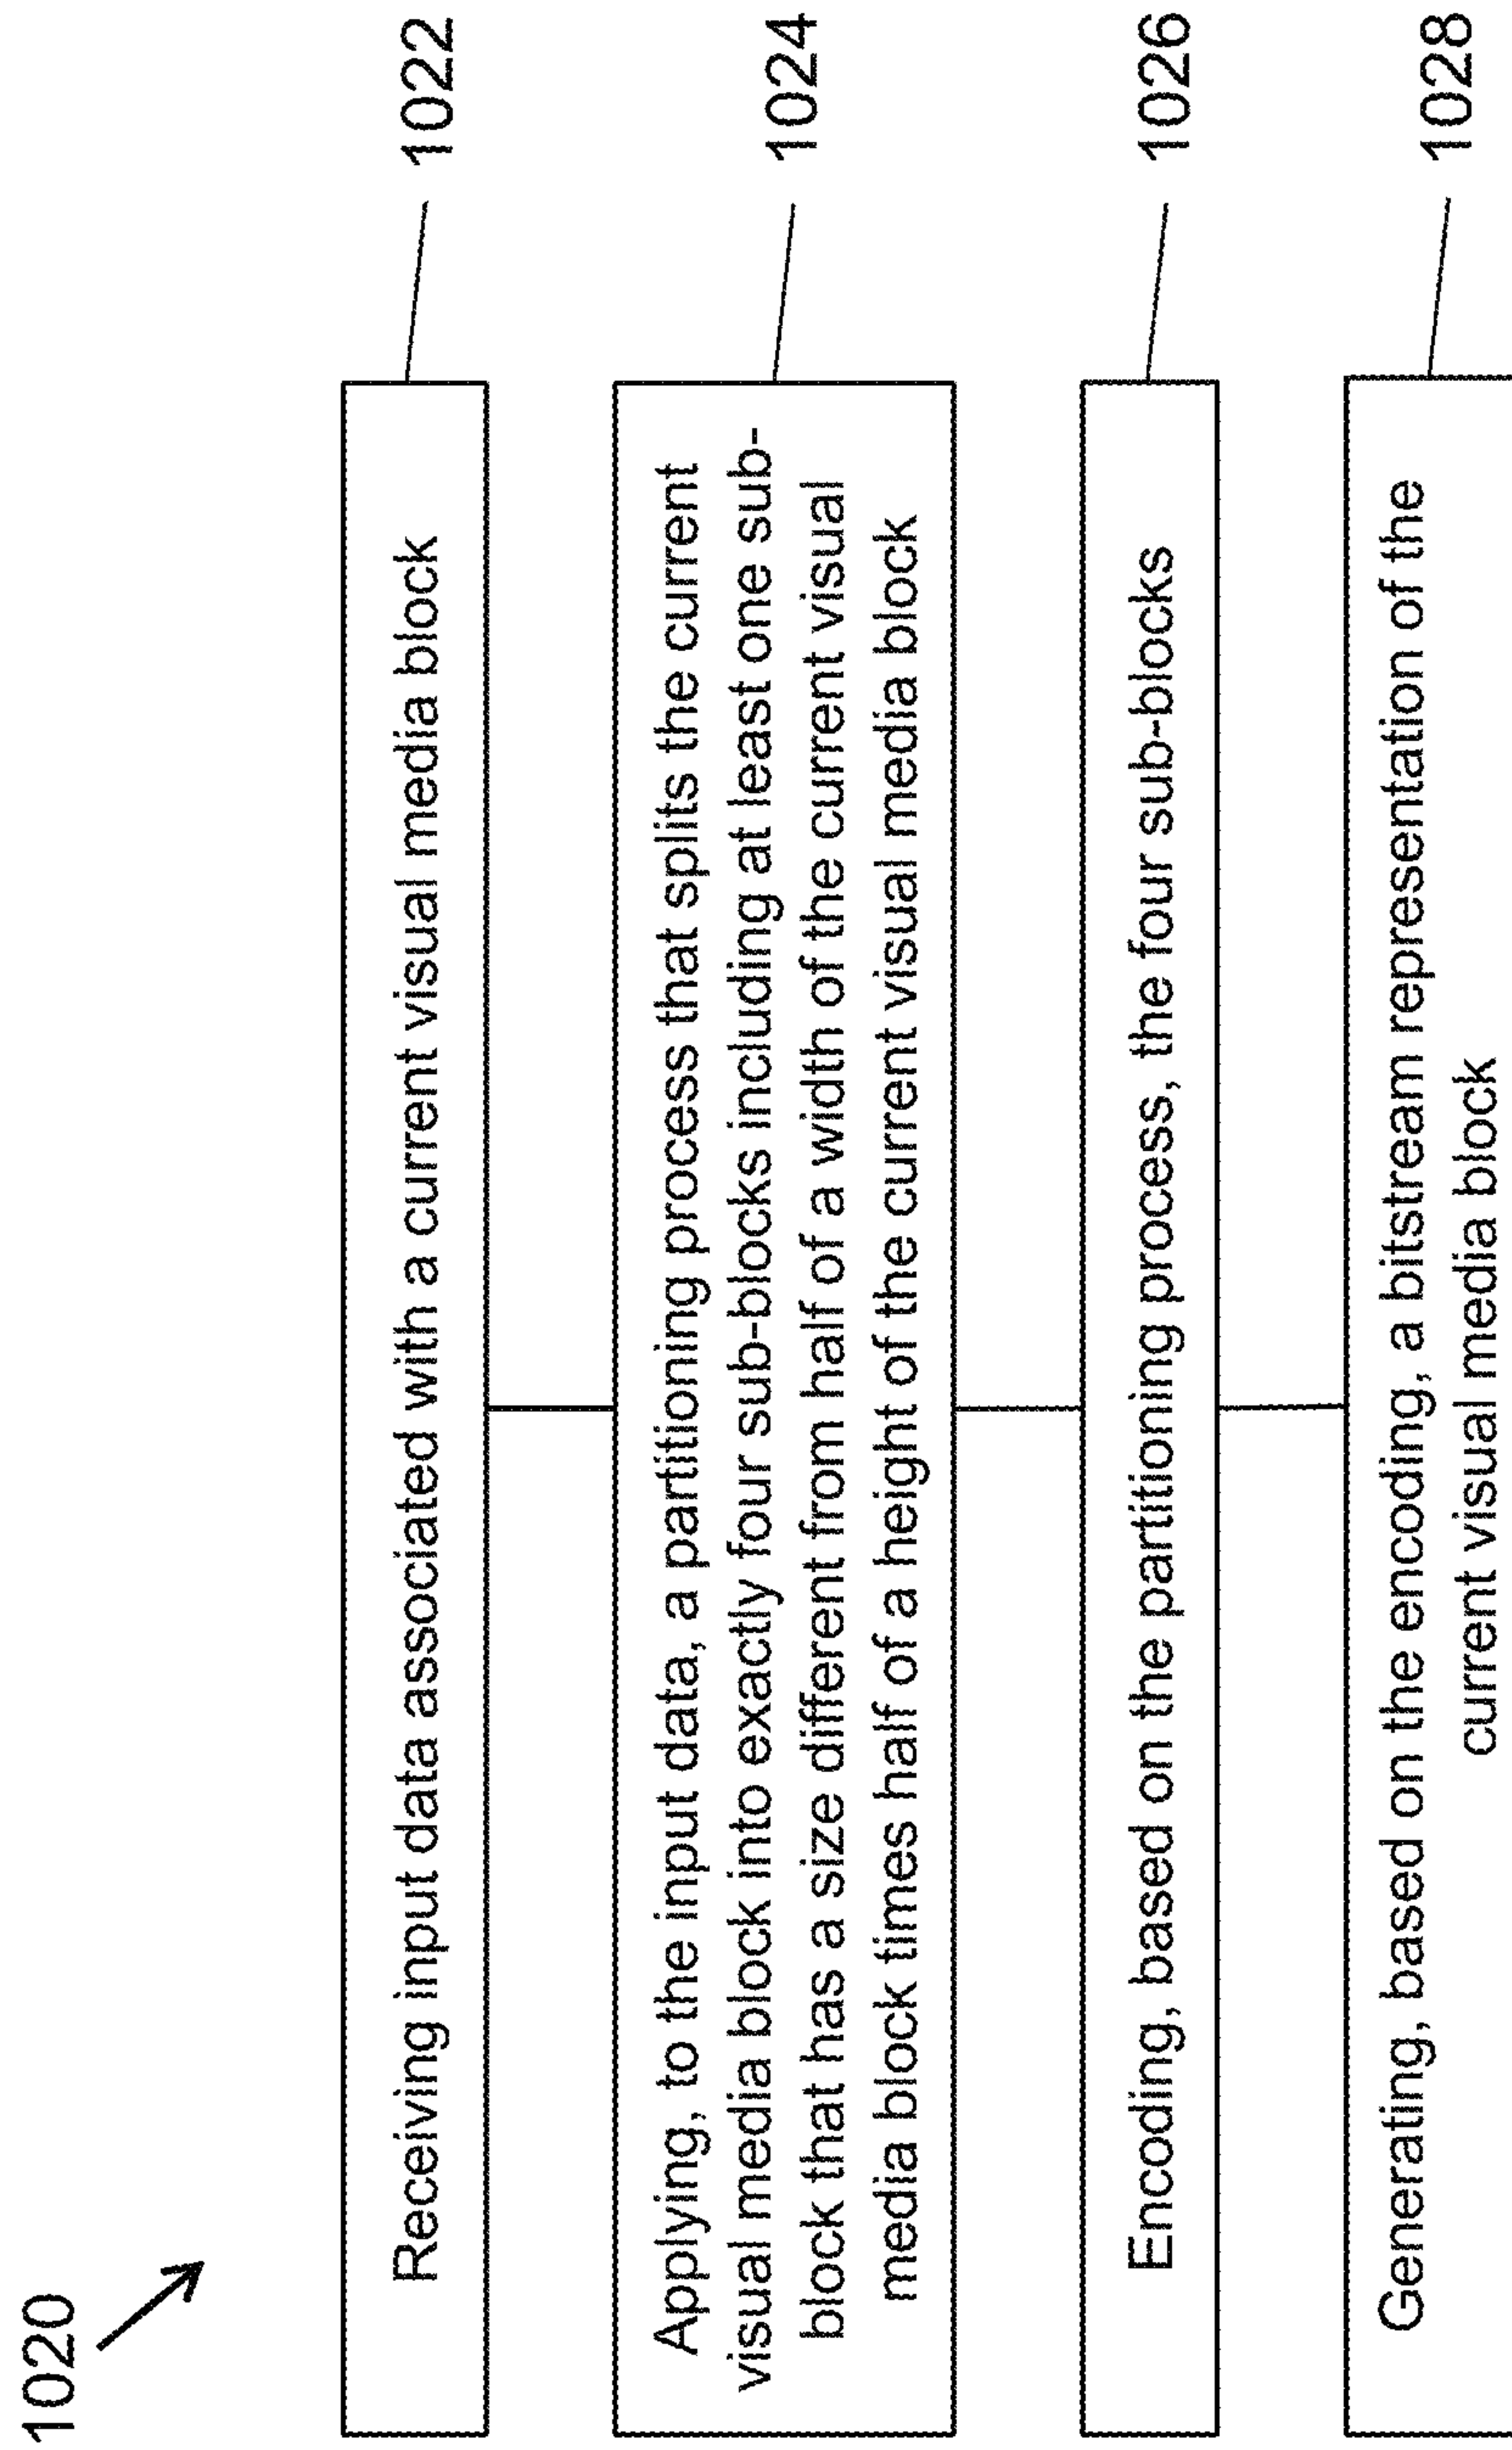 1020
Receiving input data associated with a current visual media block
1022
Applying, to the input data, a partitioning process that splits the current
visual media block into exactly four sub-blocks including at least one sub-
block that has a size different from half of a width of the current visual
media block times half of a height of the current visual media block
1024
Encoding, based on the partitioning process, the four sub-blocks
1026
Generating, based on the encoding, a bitstream representation of the
current visual media block
1028